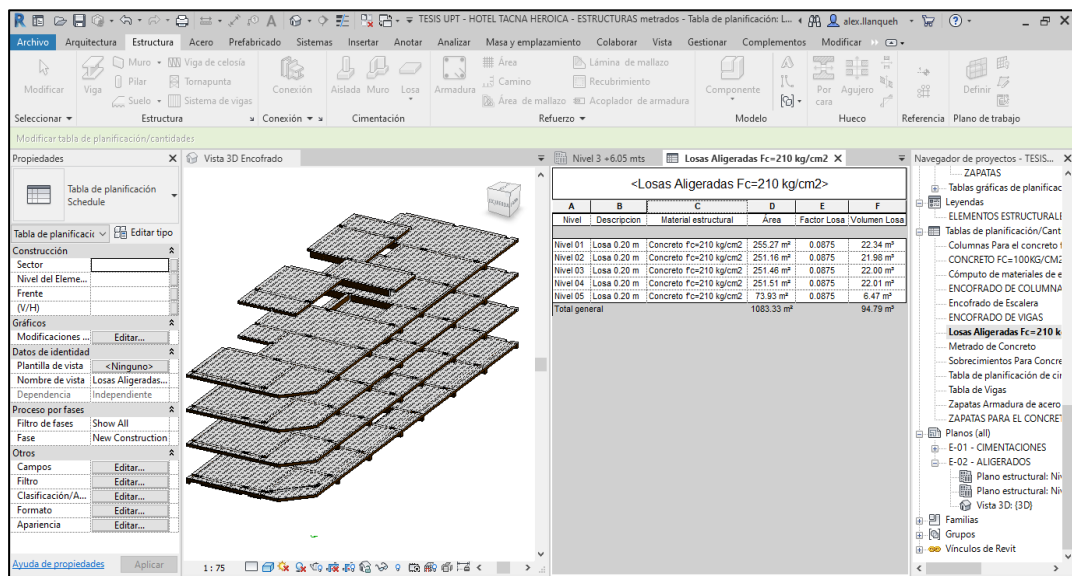 TESIS UPT - HOTEL TACNA HEROICA - ESTRUCTURAS metrados - Tabla de planificación: L...
alex.llanqueh
Archivo Arquitectura Estructura Acero Prefabricado Sistemas Insertar Anotar Analizar Masa y emplazamiento Colaborar Vista Gestionar Complementos Modificar
Modificar
Viga
Muro
Viga de celosía
Pilar
Tornapunta
Suelo
Sistema de vigas
Conexión
Aislada Muro Losa
Armadura
Área
Camino
Área de mallazo
Lámina de mallazo
Recubrimiento
Acoplador de armadura
Componente
Por cara
Agujero
Definir
Seleccionar Estructura Conexión Cimentación Refuerzo Modelo Hueco Referencia Plano de trabajo
Modificar tabla de planificación/cantidades
Propiedades
Tabla de planificación
Schedule
Tabla de planificacic
Editar tipo
Construcción
Sector
Nivel del Eleme...
Frente
(V/H)
Gráficos
Modificaciones ... Editar...
Datos de identidad
Plantilla de vista <Ninguno>
Nombre de vista Losas Aligeradas...
Dependencia Independiente
Proceso por fases
Filtro de fases Show All
Fase New Construction
Otros
Campos Editar...
Filtro Editar...
Clasificación/A... Editar...
Formato Editar...
Apariencia Editar...
Ayuda de propiedades Aplicar
Vista 3D Encofrado
1 : 75
Nivel 3 +6.05 mts
Losas Aligeradas Fc=210 kg/cm2
<Losas Aligeradas Fc=210 kg/cm2>
A B C D E F
Nivel Descripcion Material estructural Área Factor Losa Volumen Losa
Nivel 01 Losa 0.20 m Concreto f'c=210 kg/cm2 255.27 m² 0.0875 22.34 m³
Nivel 02 Losa 0.20 m Concreto f'c=210 kg/cm2 251.16 m² 0.0875 21.98 m³
Nivel 03 Losa 0.20 m Concreto f'c=210 kg/cm2 251.46 m² 0.0875 22.00 m³
Nivel 04 Losa 0.20 m Concreto f'c=210 kg/cm2 251.51 m² 0.0875 22.01 m³
Nivel 05 Losa 0.20 m Concreto f'c=210 kg/cm2 73.93 m² 0.0875 6.47 m³
Total general 1083.33 m² 94.79 m³
Navegador de proyectos - TESIS...
ZAPATAS
Tablas gráficas de planificac
Leyendas
ELEMENTOS ESTRUCTURALE
Tablas de planificación/Cant
Columnas Para el concreto f
CONCRETO FC=100KG/CM2
Cómputo de materiales de e
ENCOFRADO DE COLUMNA
Encofrado de Escalera
ENCOFRADO DE VIGAS
Losas Aligeradas Fc=210 k
Metrado de Concreto
Sobrecimientos Para Concre
Tabla de planificación de cir
Tabla de Vigas
Zapatas Armadura de acero
ZAPATAS PARA EL CONCRET
Planos (all)
E-01 - CIMENTACIONES
E-02 - ALIGERADOS
Plano estructural: Niv
Plano estructural: Niv
Vista 3D: {3D}
Familias
Grupos
Vínculos de Revit